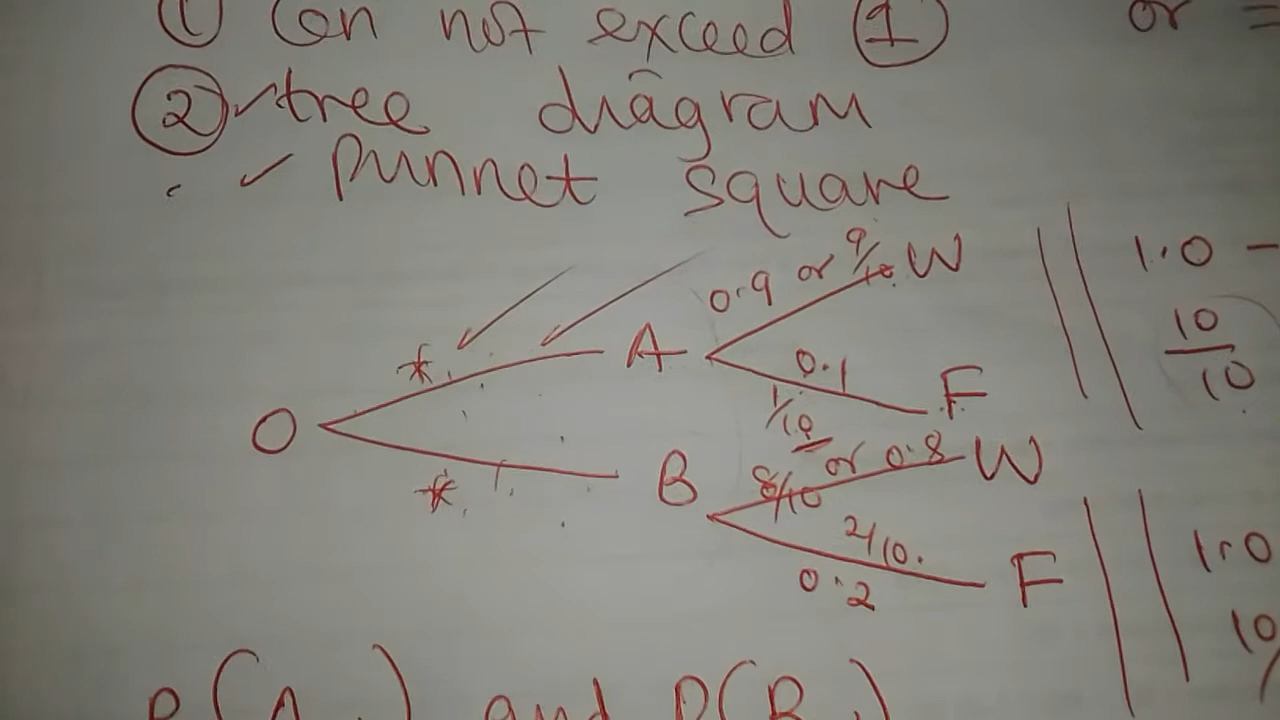 ① Can not exceed ① or =
② ✓ tree diagram
✓ Punnet square
0.9 or 9/10 W
1.0 -
* A
0.1
10/10
1/10 F
O
8/10 or 0.8 W
* B
2/10. 1.0
0.2 F
10/
P(A ) and P(B )